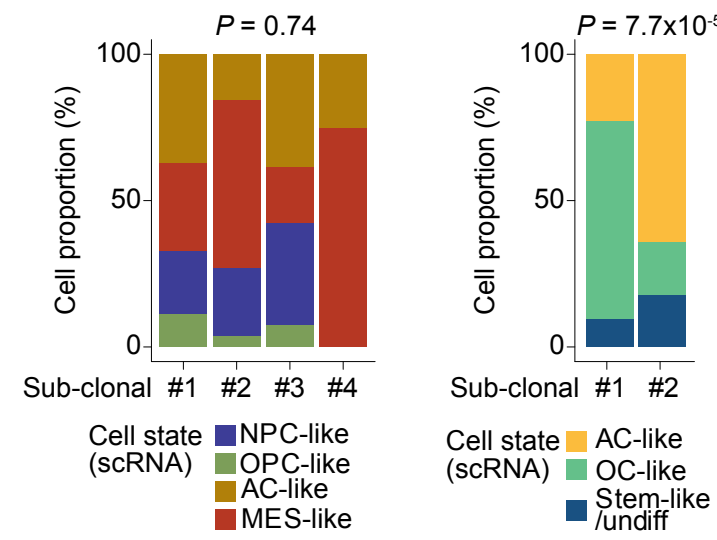 P = 0.74
100
50
0
Cell proportion (%)
Sub-clonal #1 #2 #3 #4
Cell state
(scRNA)
NPC-like
OPC-like
AC-like
MES-like
P = 7.7x10-5
100
50
0
Cell proportion (%)
Sub-clonal #1 #2
Cell state
(scRNA)
AC-like
OC-like
Stem-like
/undiff